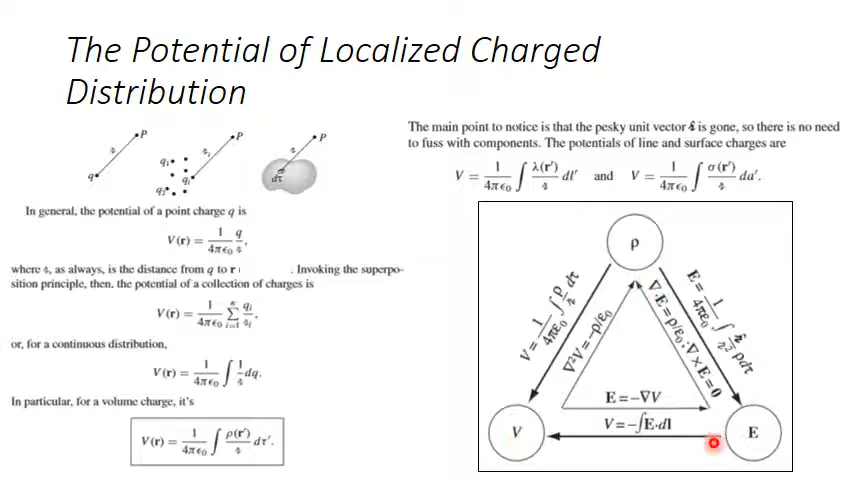 The Potential of Localized Charged
Distribution
P
𝓇
q
P
q₁
𝓇ᵢ
qᵢ
q₂
P
𝓇
dτ
In general, the potential of a point charge q is
V(r) = 1/4πϵ₀ q/𝓇,
where 𝓇, as always, is the distance from q to r . Invoking the superpo-
sition principle, then, the potential of a collection of charges is
V(r) = 1/4πϵ₀ ∑ᵢ₌₁ⁿ qᵢ/𝓇ᵢ,
or, for a continuous distribution,
V(r) = 1/4πϵ₀ ∫ 1/𝓇 dq.
In particular, for a volume charge, it's
V(r) = 1/4πϵ₀ ∫ ρ(r′)/𝓇 dτ′.
The main point to notice is that the pesky unit vector 𝓇̂ is gone, so there is no need
to fuss with components. The potentials of line and surface charges are
V = 1/4πϵ₀ ∫ λ(r′)/𝓇 dl′ and V = 1/4πϵ₀ ∫ σ(r′)/𝓇 da′.
ρ
V = 1/4πε₀ ∫ ρ/𝓇 dτ
∇²V = −ρ/ε₀
∇·E = ρ/ε₀; ∇×E = 0
E = 1/4πε₀ ∫ 𝓇̂/𝓇² ρdτ
E = −∇V
V = −∫E·dl
V
E